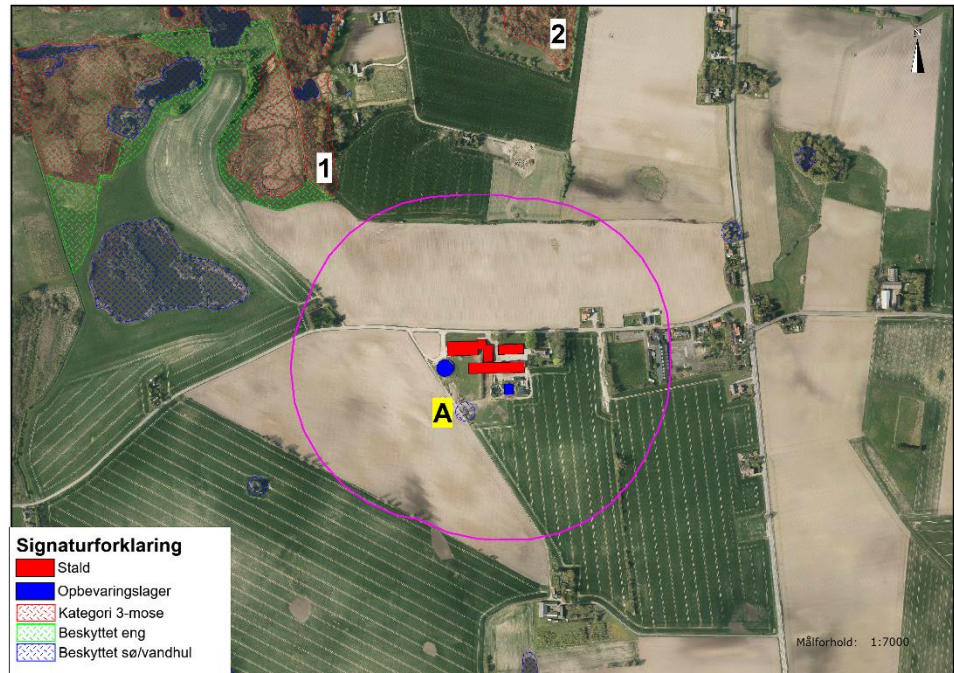 2
N
1
A
Signaturforklaring
Stald
Opbevaringslager
Kategori 3-mose
Beskyttet eng
Beskyttet sø/vandhul
Målforhold: 1:7000